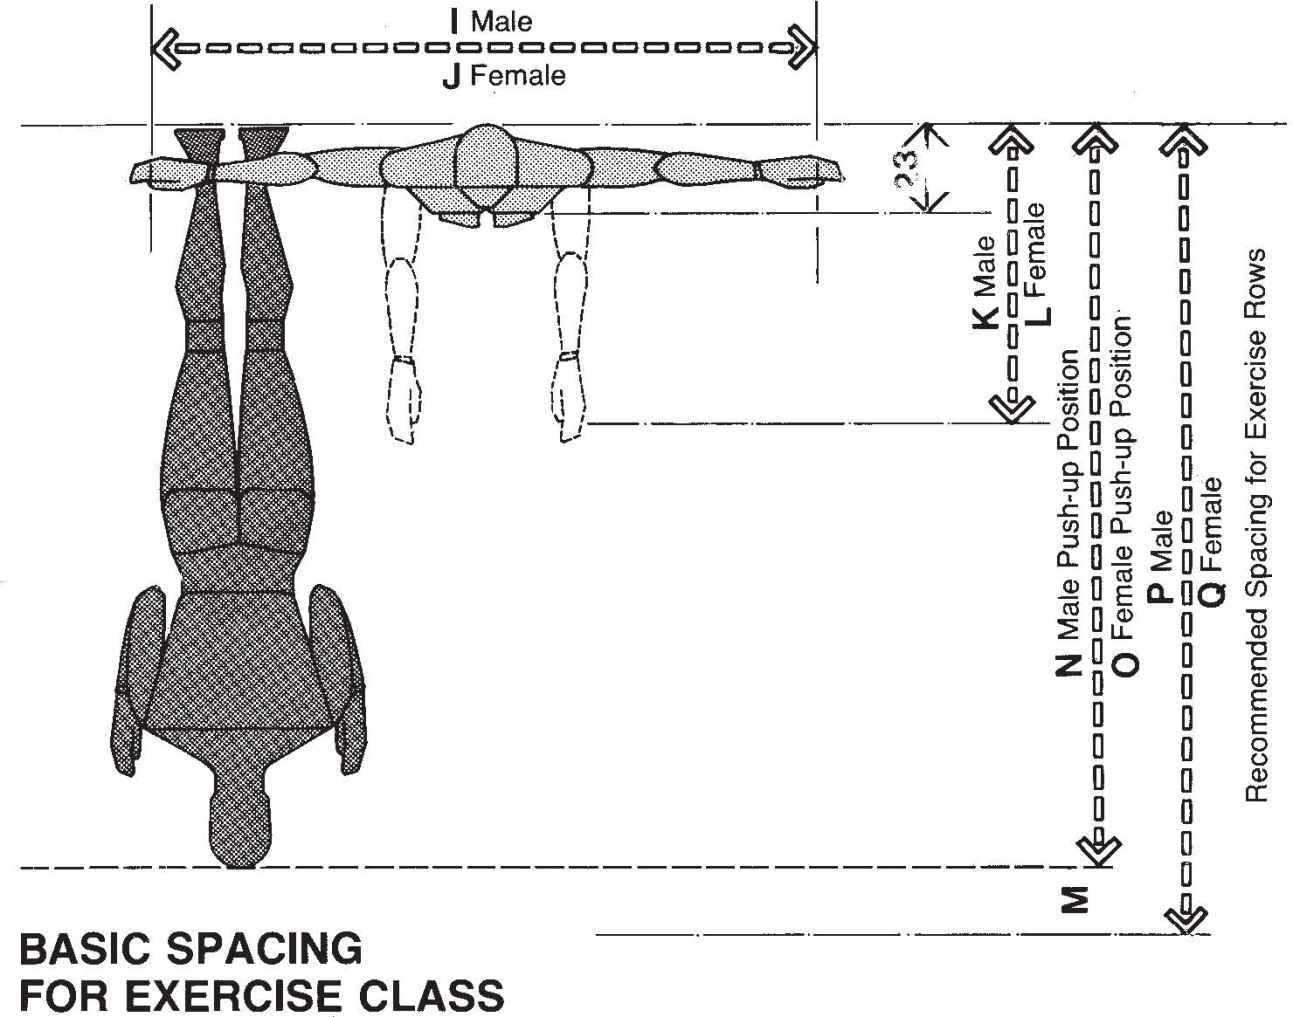 I Male
J Female
23
K Male
L Female
N Male Push-up Position
O Female Push-up Position
P Male
Q Female
Recommended Spacing for Exercise Rows
M
BASIC SPACING
FOR EXERCISE CLASS